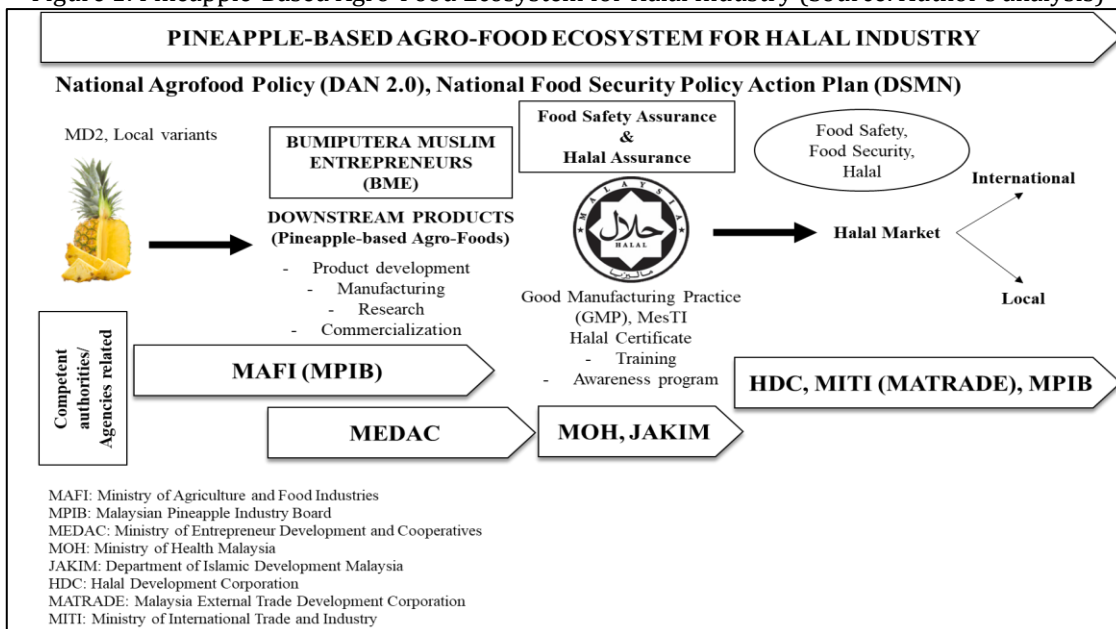 PINEAPPLE-BASED AGRO-FOOD ECOSYSTEM FOR HALAL INDUSTRY
National Agrofood Policy (DAN 2.0), National Food Security Policy Action Plan (DSMN)
MD2, Local variants
BUMIPUTERA MUSLIM
ENTREPRENEURS
(BME)
DOWNSTREAM PRODUCTS
(Pineapple-based Agro-Foods)
- Product development
- Manufacturing
- Research
- Commercialization
Food Safety Assurance
&
Halal Assurance
MALAYSIA
حلال
HALAL
ماليزيا
Good Manufacturing Practice
(GMP), MesTI
Halal Certificate
- Training
- Awareness program
Food Safety,
Food Security,
Halal
International
Halal Market
Local
Competent
authorities/
Agencies related
MAFI (MPIB)
HDC, MITI (MATRADE), MPIB
MEDAC
MOH, JAKIM
MAFI: Ministry of Agriculture and Food Industries
MPIB: Malaysian Pineapple Industry Board
MEDAC: Ministry of Entrepreneur Development and Cooperatives
MOH: Ministry of Health Malaysia
JAKIM: Department of Islamic Development Malaysia
HDC: Halal Development Corporation
MATRADE: Malaysia External Trade Development Corporation
MITI: Ministry of International Trade and Industry